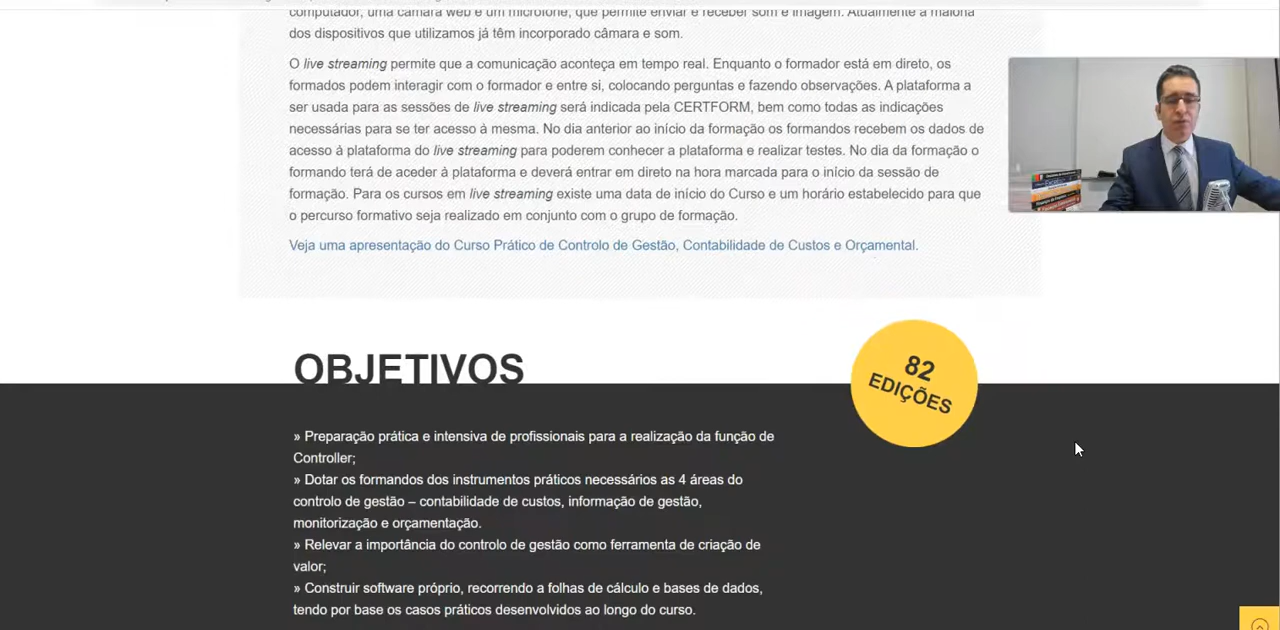 computador, uma câmara web e um microfone, que permite enviar e receber som e imagem. Atualmente a maioria
dos dispositivos que utilizamos já têm incorporado câmara e som.
O live streaming permite que a comunicação aconteça em tempo real. Enquanto o formador está em direto, os
formados podem interagir com o formador e entre si, colocando perguntas e fazendo observações. A plataforma a
ser usada para as sessões de live streaming será indicada pela CERTFORM, bem como todas as indicações
necessárias para se ter acesso à mesma. No dia anterior ao início da formação os formandos recebem os dados de
acesso à plataforma do live streaming para poderem conhecer a plataforma e realizar testes. No dia da formação o
formando terá de aceder à plataforma e deverá entrar em direto na hora marcada para o início da sessão de
formação. Para os cursos em live streaming existe uma data de início do Curso e um horário estabelecido para que
o percurso formativo seja realizado em conjunto com o grupo de formação.
Veja uma apresentação do Curso Prático de Controlo de Gestão, Contabilidade de Custos e Orçamental.
OBJETIVOS
82
EDIÇÕES
» Preparação prática e intensiva de profissionais para a realização da função de
Controller;
» Dotar os formandos dos instrumentos práticos necessários as 4 áreas do
controlo de gestão – contabilidade de custos, informação de gestão,
monitorização e orçamentação.
» Relevar a importância do controlo de gestão como ferramenta de criação de
valor;
» Construir software próprio, recorrendo a folhas de cálculo e bases de dados,
tendo por base os casos práticos desenvolvidos ao longo do curso.